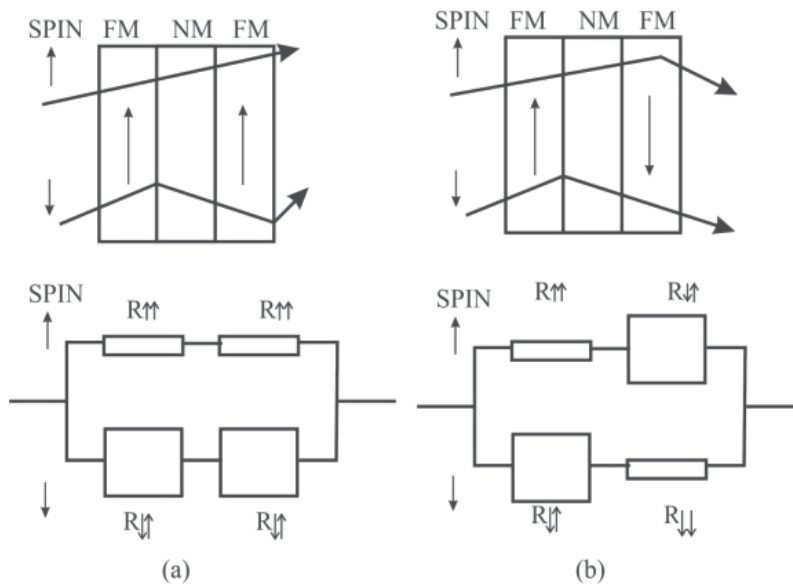 SPIN FM NM FM
SPIN FM NM FM
SPIN
R↑↑ R↑↑
R↓↑ R↓↑
SPIN
R↑↑ R↓↑
R↓↑ R↓↓
(a) (b)